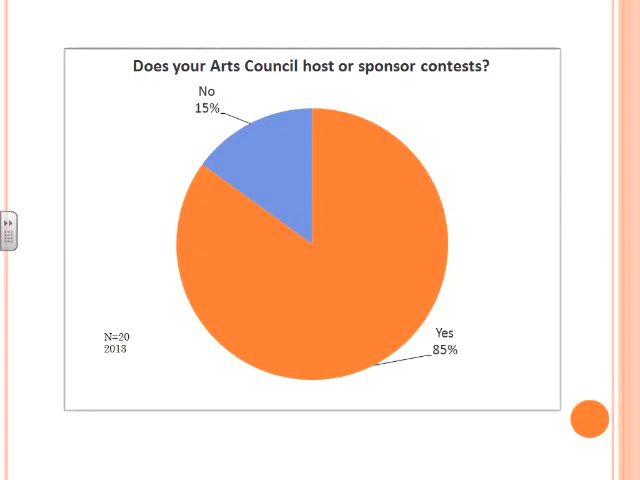 Does your Arts Council host or sponsor contests?
No
15%
Yes
85%
N=20
2013